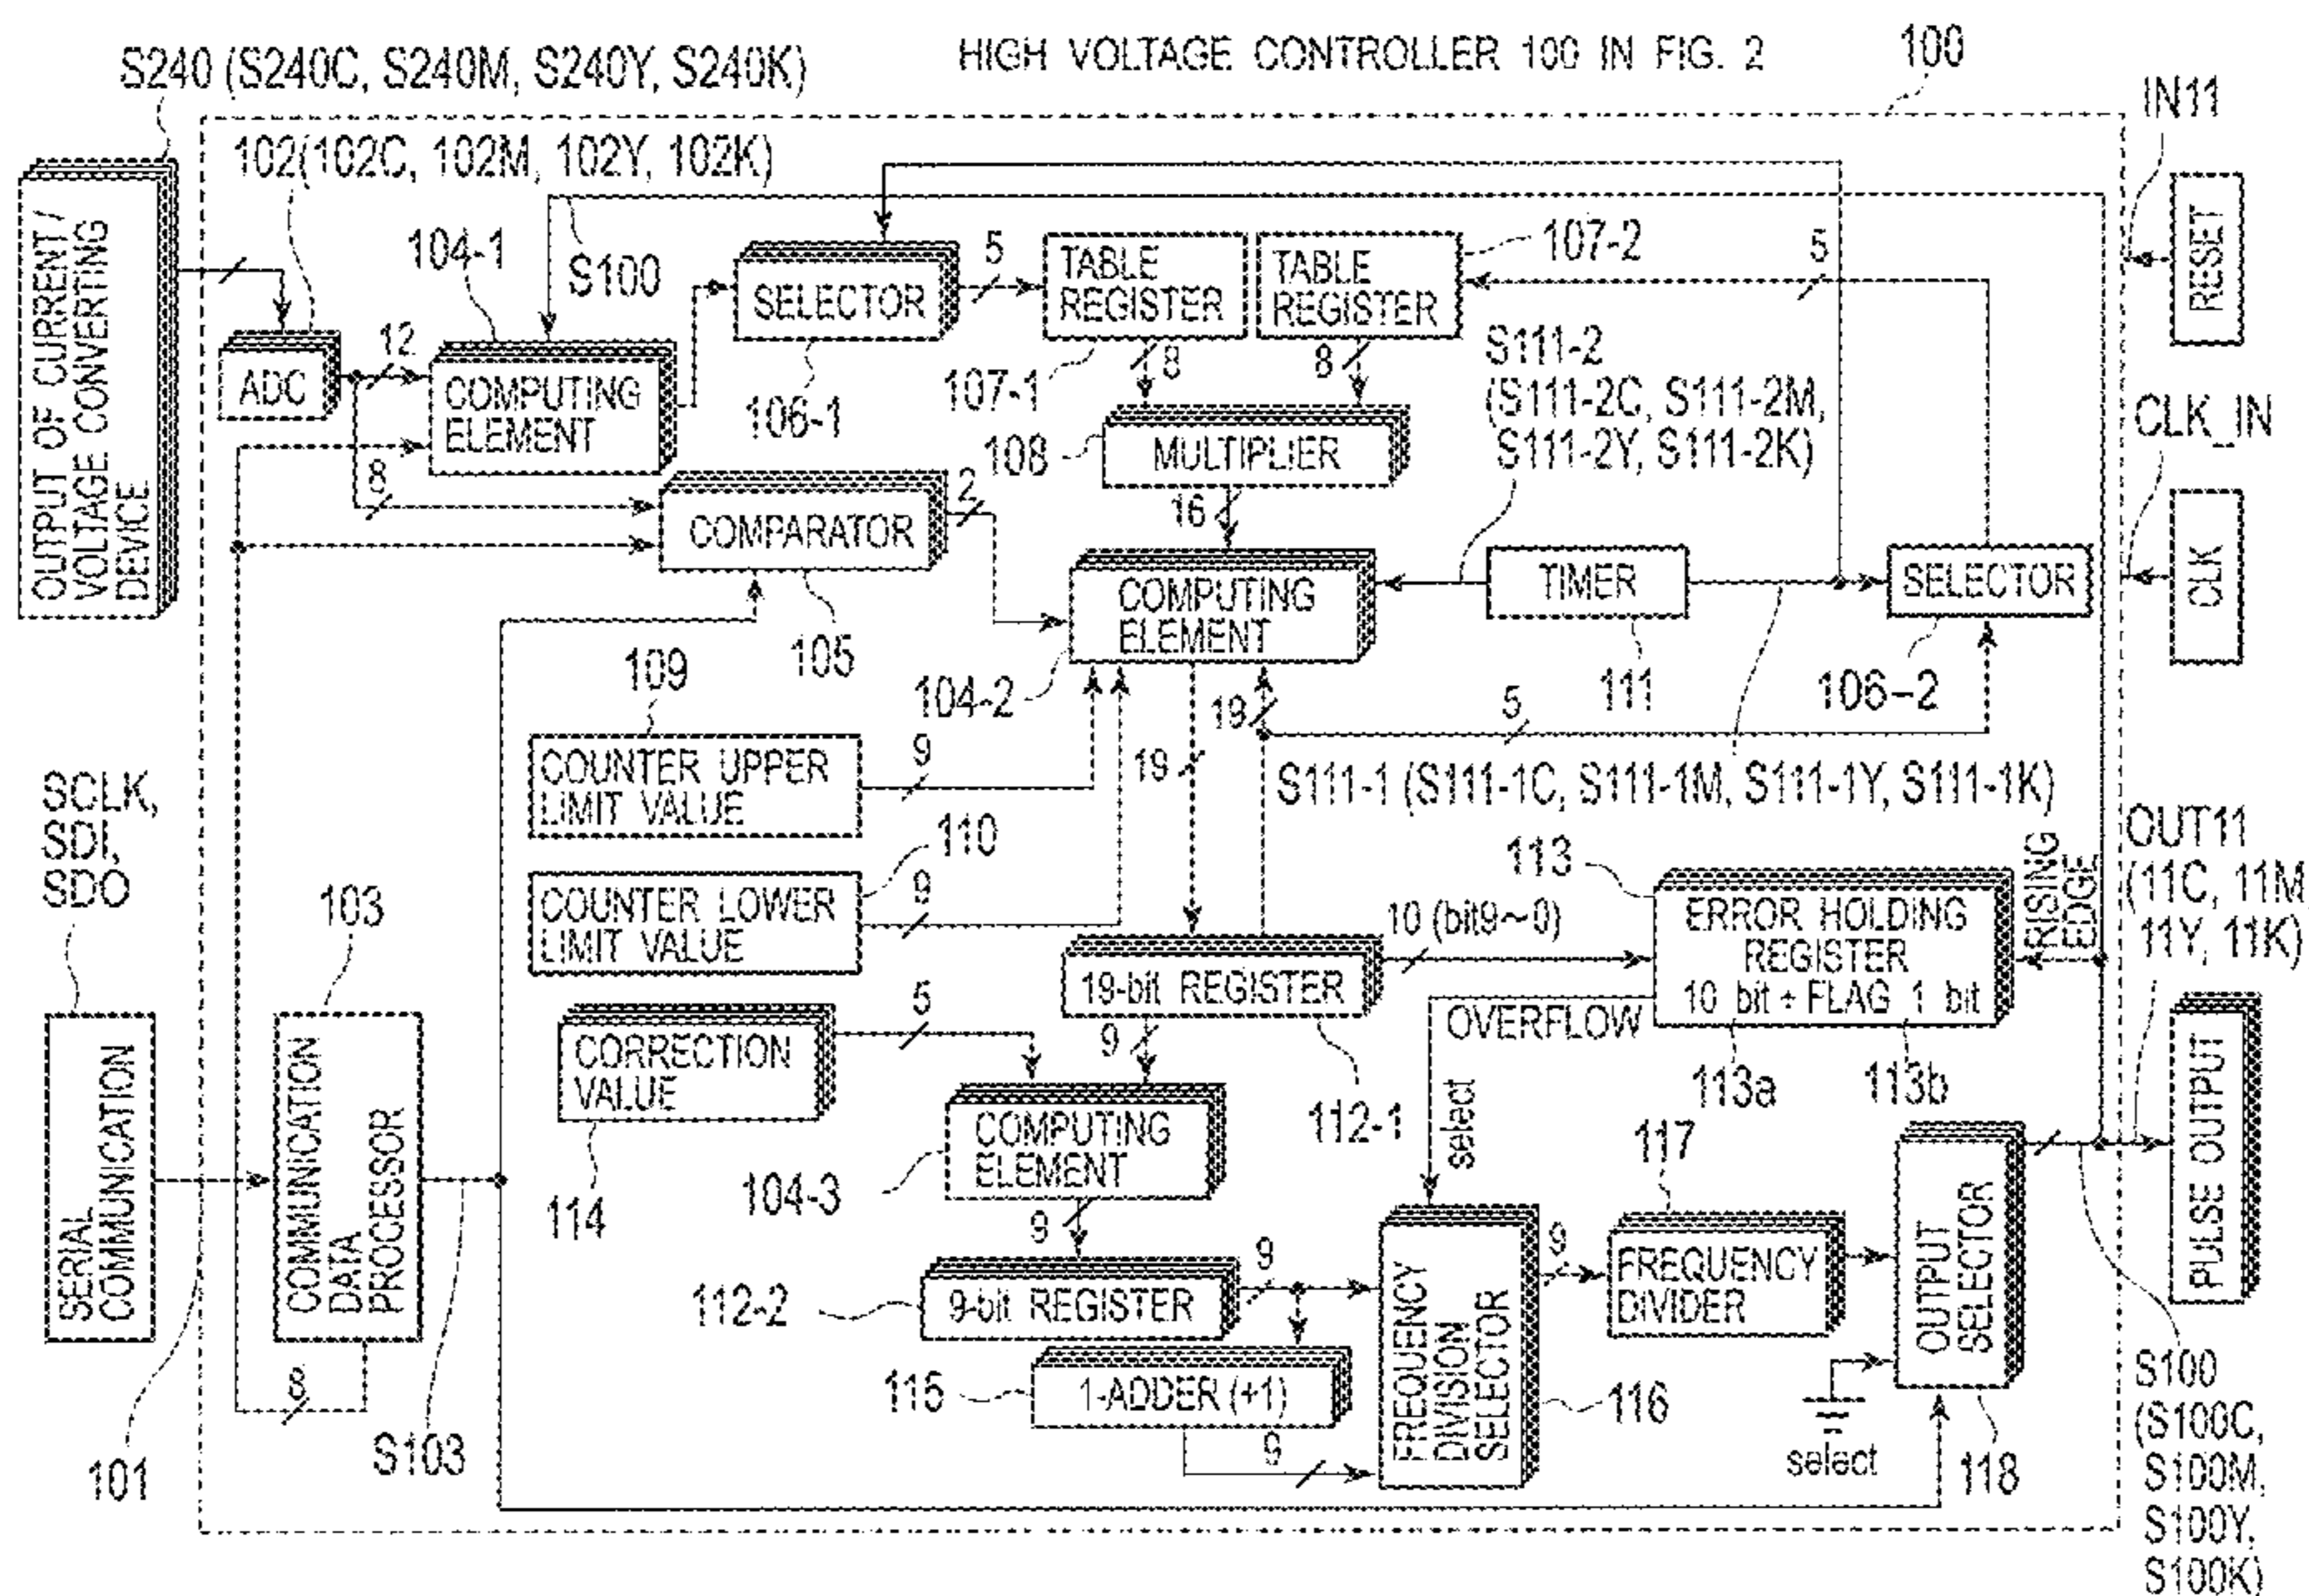 HIGH VOLTAGE CONTROLLER 100 IN FIG. 2
100
S240 (S240C, S240M, S240Y, S240K)
IN11
102(102C, 102M, 102Y, 102K)
OUTPUT OF CURRENT/
VOLTAGE CONVERTING
DEVICE
104-1
S100
SELECTOR
5
TABLE
REGISTER
TABLE
REGISTER
107-2
5
RESET
ADC
12
COMPUTING
ELEMENT
106-1
107-1
8
8
S111-2
(S111-2C, S111-2M,
S111-2Y, S111-2K)
CLK_IN
8
108
MULTIPLIER
COMPARATOR
2
16
105
COMPUTING
ELEMENT
TIMER
SELECTOR
CLK
109
104-2
111
106-2
19
5
COUNTER UPPER
LIMIT VALUE
9
19
S111-1 (S111-1C, S111-1M, S111-1Y, S111-1K)
SCLK,
SDI,
SDO
110
113
RISING
EDGE
OUT11
(11C, 11M,
11Y, 11K)
103
COUNTER LOWER
LIMIT VALUE
9
10 (bit9~0)
ERROR HOLDING
REGISTER
10 bit + FLAG 1 bit
19-bit REGISTER
5
OVERFLOW
CORRECTION
VALUE
9
113a
113b
114
COMPUTING
ELEMENT
112-1
select
117
PULSE OUTPUT
SERIAL
COMMUNICATION
COMMUNICATION
DATA
PROCESSOR
104-3
9
112-2
9-bit REGISTER
9
FREQUENCY
DIVISION
SELECTOR
9
FREQUENCY
DIVIDER
OUTPUT
SELECTOR
115
1-ADDER (+1)
116
8
9
select
118
101
S103
S100
(S100C,
S100M,
S100Y,
S100K)